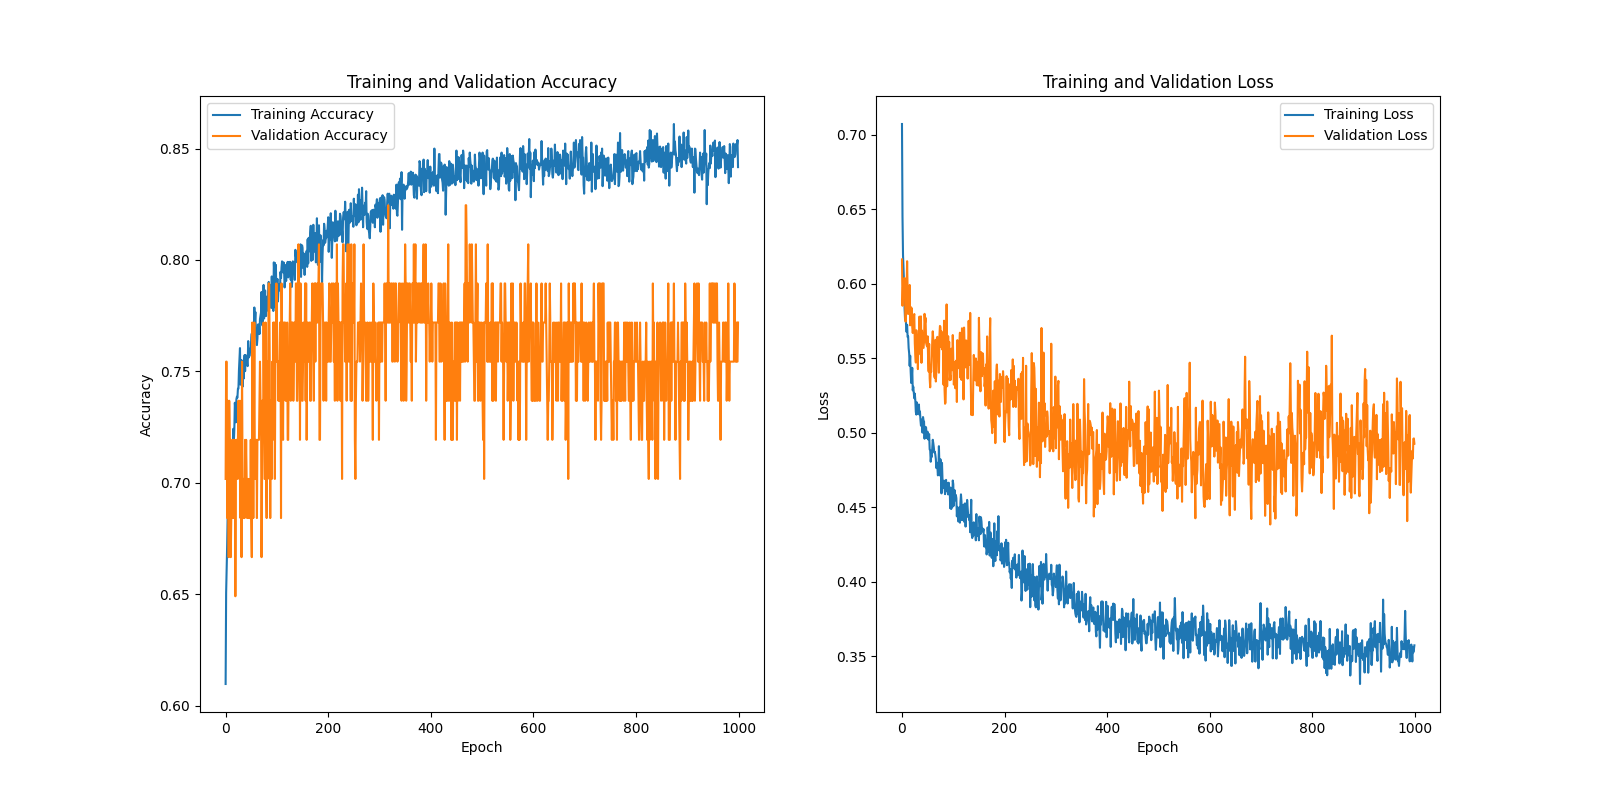 Training and Validation Accuracy
Training Accuracy
Validation Accuracy
0.85
0.80
0.75
0.70
0.65
0.60
Accuracy
0
200
400
600
800
1000
Epoch
Training and Validation Loss
Training Loss
Validation Loss
0.70
0.65
0.60
0.55
0.50
0.45
0.40
0.35
Loss
0
200
400
600
800
1000
Epoch